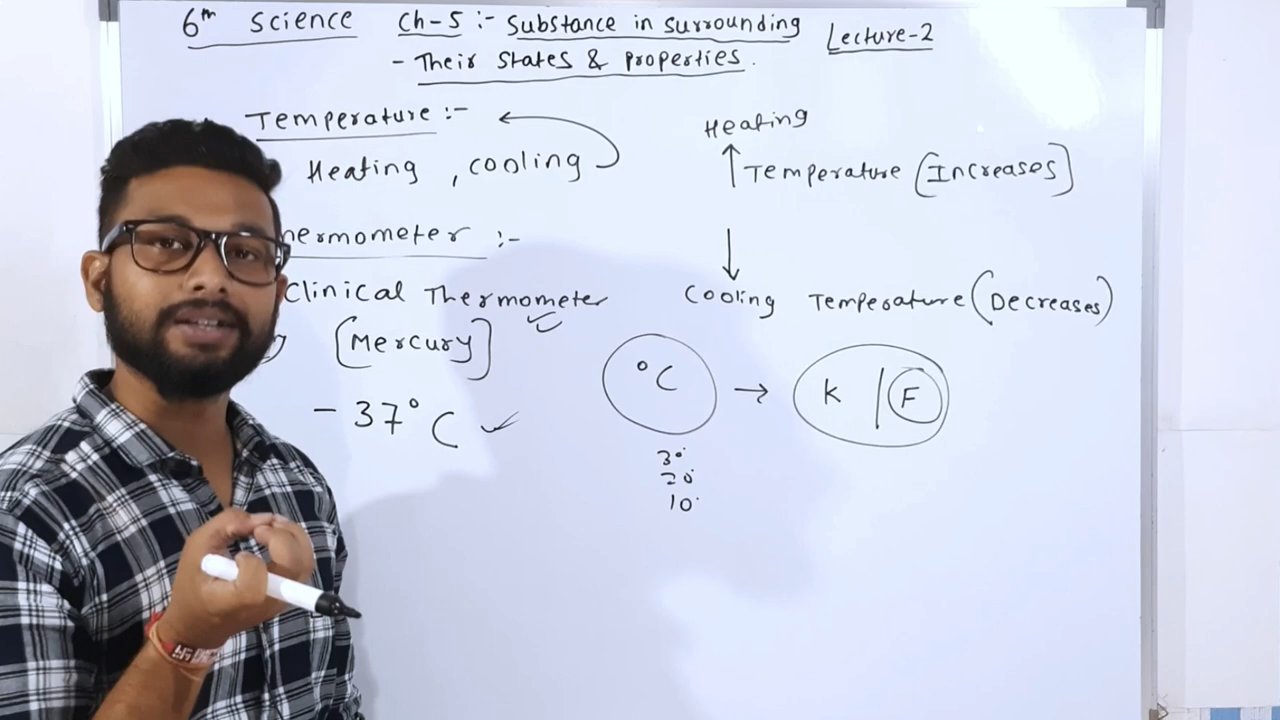 6th Science Ch-5 :- Substance in surrounding Lecture-2
- Their States & properties.
Temperature :-
Heating , cooling
Heating
↑ Temperature (Increases)
hermometer :-
Clinical Thermometer
[Mercury]
- 37°C ✓
↓
Cooling Temperature (Decreases)
°C → K / F
30°
20°
10°